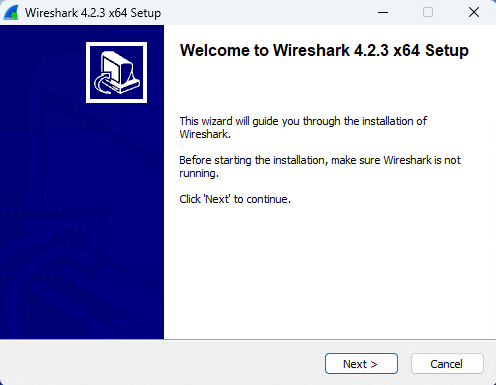 Wireshark 4.2.3 x64 Setup
Welcome to Wireshark 4.2.3 x64 Setup
This wizard will guide you through the installation of
Wireshark.
Before starting the installation, make sure Wireshark is not
running.
Click 'Next' to continue.
Next >
Cancel